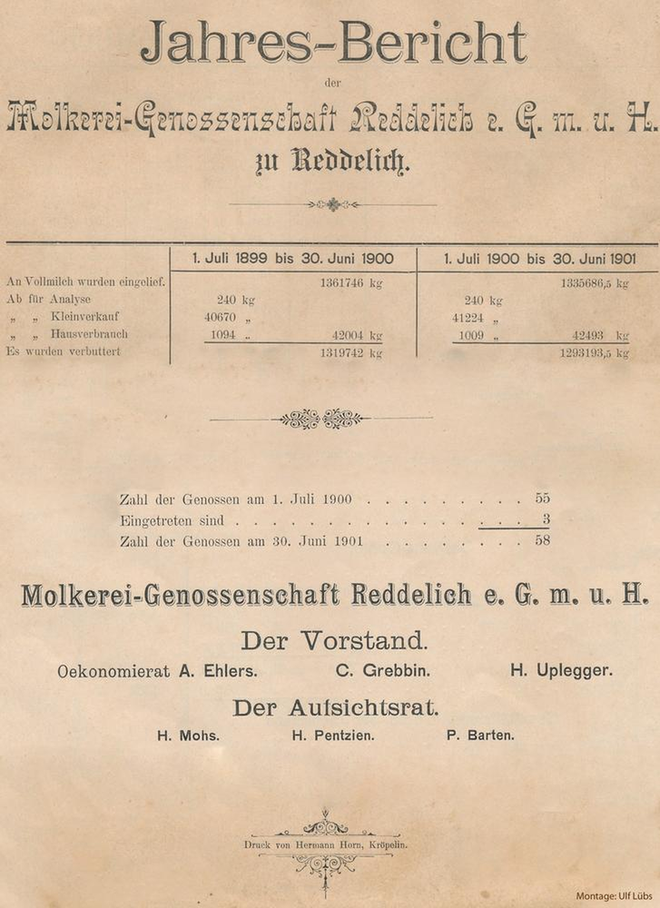 Jahres-Bericht
der
Molkerei-Genossenschaft Reddelich e. G. m. u. H.
zu Reddelich.
1. Juli 1899 bis 30. Juni 1900 1. Juli 1900 bis 30. Juni 1901
An Vollmilch wurden eingelief. 1361746 kg 1335686,5 kg
Ab für Analyse 240 kg 240 kg
„ „ Kleinverkauf 40670 „ 41224 „
„ „ Hausverbrauch 1094 „ 42004 kg 1009 „ 42493 kg
Es wurden verbuttert 1319742 kg 1293193,5 kg
Zahl der Genossen am 1. Juli 1900 . . . . . . . . . 55
Eingetreten sind . . . . . . . . . . . . . . . . 3
Zahl der Genossen am 30. Juni 1901 . . . . . . . . 58
Molkerei-Genossenschaft Reddelich e. G. m. u. H.
Der Vorstand.
Oekonomierat A. Ehlers. C. Grebbin. H. Uplegger.
Der Aufsichtsrat.
H. Mohs. H. Pentzien. P. Barten.
Druck von Hermann Horn, Kröpelin.
Montage: Ulf Lübs